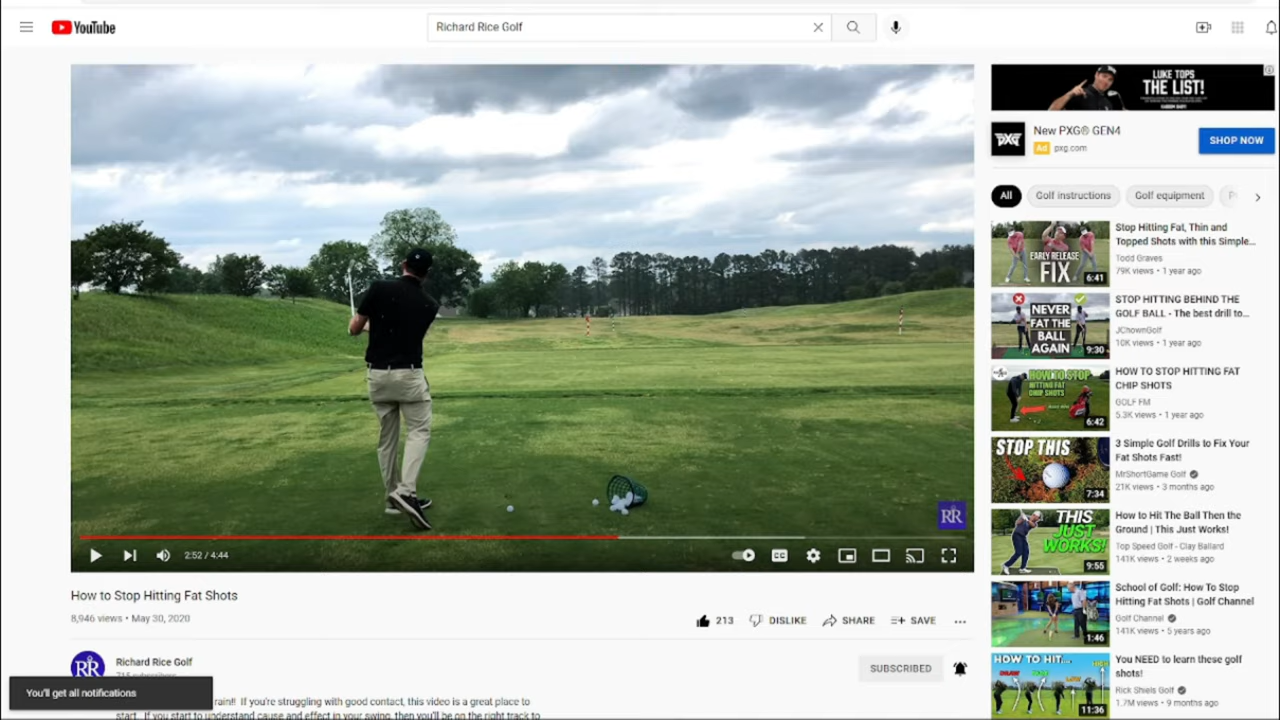 YouTube
Richard Rice Golf
LUKE TOPS
THE LIST!
PXG
New PXG® GEN4
Ad pxg.com
SHOP NOW
All
Golf instructions
Golf equipment
EARLY RELEASE
FIX
6:41
Stop Hitting Fat, Thin and
Topped Shots with this Simple...
Todd Graves
79K views • 1 year ago
NEVER
FAT THE
BALL
AGAIN
9:30
STOP HITTING BEHIND THE
GOLF BALL - The best drill to...
JChownGolf
10K views • 1 year ago
HOW TO STOP
HITTING FAT
CHIP SHOTS
6:42
HOW TO STOP HITTING FAT
CHIP SHOTS
GOLF FM
5.3K views • 1 year ago
STOP THIS
7:34
3 Simple Golf Drills to Fix Your
Fat Shots Fast!
MrShortGame Golf
21K views • 3 months ago
THIS
JUST
WORKS!
9:55
How to Hit The Ball Then the
Ground | This Just Works!
Top Speed Golf - Clay Ballard
141K views • 2 weeks ago
1:46
School of Golf: How To Stop
Hitting Fat Shots | Golf Channel
Golf Channel
141K views • 5 years ago
HOW TO HIT...
11:36
You NEED to learn these golf
shots!
Rick Shiels Golf
1.7M views • 9 months ago
RR
2:52 / 4:44
CC
How to Stop Hitting Fat Shots
8,946 views • May 30, 2020
213
DISLIKE
SHARE
SAVE
RR
Richard Rice Golf
715 subscribers
SUBSCRIBED
You'll get all notifications
rain!! If you're struggling with good contact, this video is a great place to
start. If you start to understand cause and effect in your swing, then you'll be on the right track to